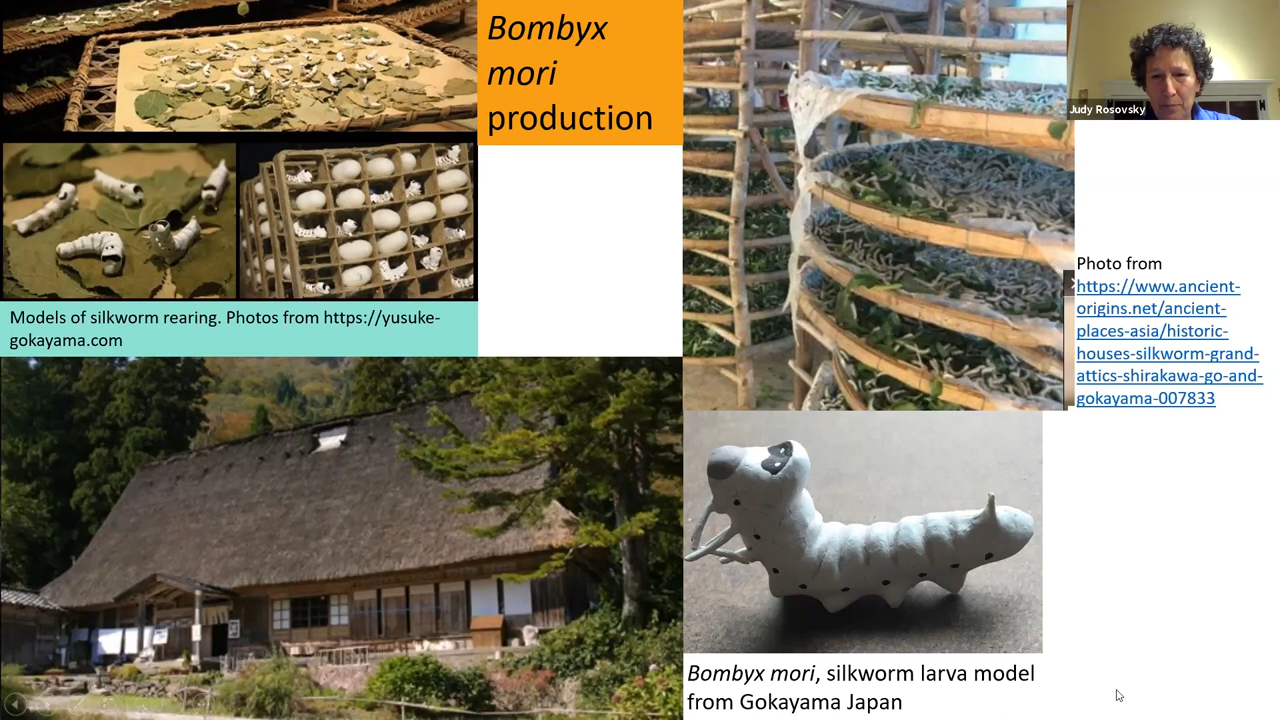 Bombyx
mori
production
Judy Rosovsky
Models of silkworm rearing. Photos from https://yusuke-
gokayama.com
Photo from
https://www.ancient-
origins.net/ancient-
places-asia/historic-
houses-silkworm-grand-
attics-shirakawa-go-and-
gokayama-007833
Bombyx mori, silkworm larva model
from Gokayama Japan